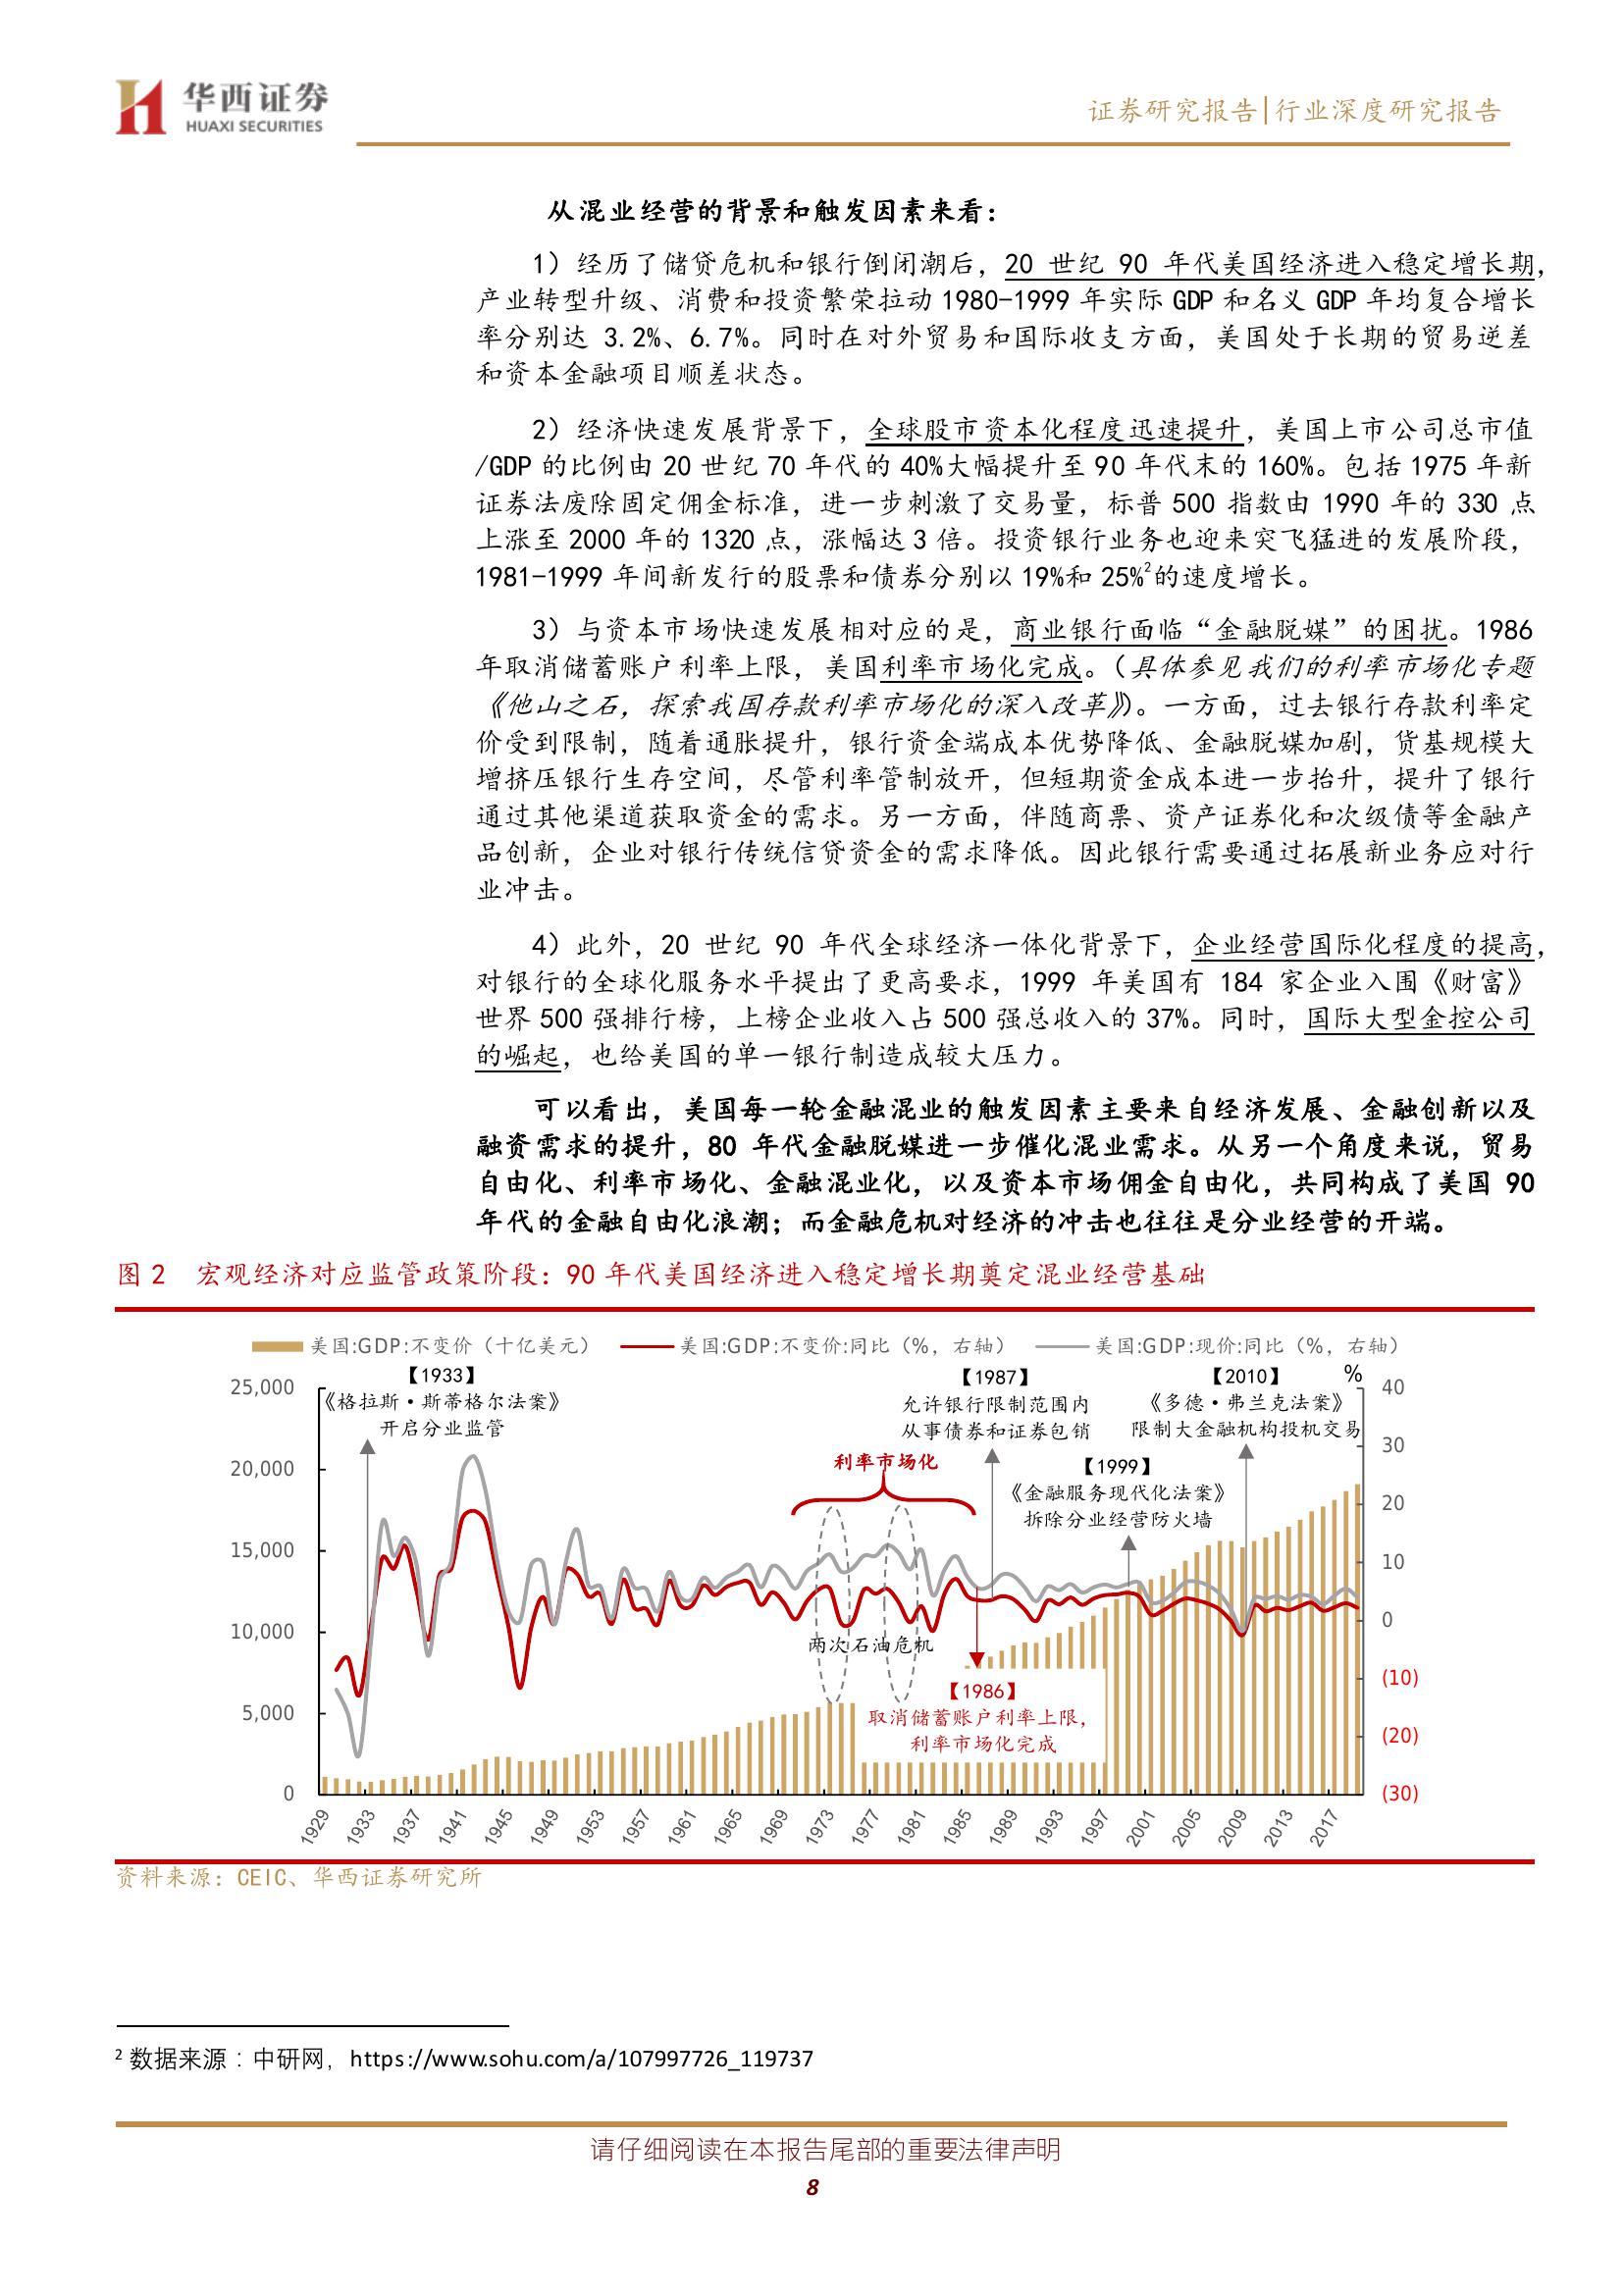 华西证券
HUAXI SECURITIES
证券研究报告|行业深度研究报告
从混业经营的背景和触发因素来看：
1）经历了储贷危机和银行倒闭潮后，20 世纪 90 年代美国经济进入稳定增长期，
产业转型升级、消费和投资繁荣拉动 1980-1999 年实际 GDP 和名义 GDP 年均复合增长
率分别达 3.2%、6.7%。同时在对外贸易和国际收支方面，美国处于长期的贸易逆差
和资本金融项目顺差状态。
2）经济快速发展背景下，全球股市资本化程度迅速提升，美国上市公司总市值
/GDP 的比例由 20 世纪 70 年代的 40%大幅提升至 90 年代末的 160%。包括 1975 年新
证券法废除固定佣金标准，进一步刺激了交易量，标普 500 指数由 1990 年的 330 点
上涨至 2000 年的 1320 点，涨幅达 3 倍。投资银行业务也迎来突飞猛进的发展阶段，
1981-1999 年间新发行的股票和债券分别以 19%和 25%2的速度增长。
3）与资本市场快速发展相对应的是，商业银行面临“金融脱媒”的困扰。1986
年取消储蓄账户利率上限，美国利率市场化完成。（具体参见我们的利率市场化专题
《他山之石，探索我国存款利率市场化的深入改革》）。一方面，过去银行存款利率定
价受到限制，随着通胀提升，银行资金端成本优势降低、金融脱媒加剧，货基规模大
增挤压银行生存空间，尽管利率管制放开，但短期资金成本进一步抬升，提升了银行
通过其他渠道获取资金的需求。另一方面，伴随商票、资产证券化和次级债等金融产
品创新，企业对银行传统信贷资金的需求降低。因此银行需要通过拓展新业务应对行
业冲击。
4）此外，20 世纪 90 年代全球经济一体化背景下，企业经营国际化程度的提高，
对银行的全球化服务水平提出了更高要求，1999 年美国有 184 家企业入围《财富》
世界 500 强排行榜，上榜企业收入占 500 强总收入的 37%。同时，国际大型金控公司
的崛起，也给美国的单一银行制造成较大压力。
可以看出，美国每一轮金融混业的触发因素主要来自经济发展、金融创新以及
融资需求的提升，80 年代金融脱媒进一步催化混业需求。从另一个角度来说，贸易
自由化、利率市场化、金融混业化，以及资本市场佣金自由化，共同构成了美国 90
年代的金融自由化浪潮；而金融危机对经济的冲击也往往是分业经营的开端。
图 2 宏观经济对应监管政策阶段：90 年代美国经济进入稳定增长期奠定混业经营基础
美国:GDP:不变价（十亿美元） 美国:GDP:不变价:同比（%，右轴） 美国:GDP:现价:同比（%，右轴）
【1933】
《格拉斯·斯蒂格尔法案》
开启分业监管
【1987】
允许银行限制范围内
从事债券和证券包销
【2010】
《多德·弗兰克法案》
限制大金融机构投机交易
%
利率市场化
【1999】
《金融服务现代化法案》
拆除分业经营防火墙
两次石油危机
【1986】
取消储蓄账户利率上限，
利率市场化完成
25,000
20,000
15,000
10,000
5,000
0
40
30
20
10
0
(10)
(20)
(30)
1929 1933 1937 1941 1945 1949 1953 1957 1961 1965 1969 1973 1977 1981 1985 1989 1993 1997 2001 2005 2009 2013 2017
资料来源：CEIC、华西证券研究所
2 数据来源：中研网，https://www.sohu.com/a/107997726_119737
请仔细阅读在本报告尾部的重要法律声明
8